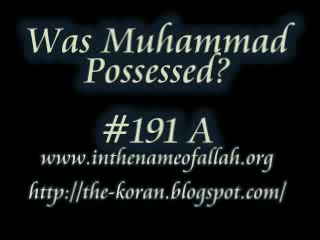 Was Muhammad
Possessed?
#191 A
www.inthenameofallah.org
http://the-koran.blogspot.com/